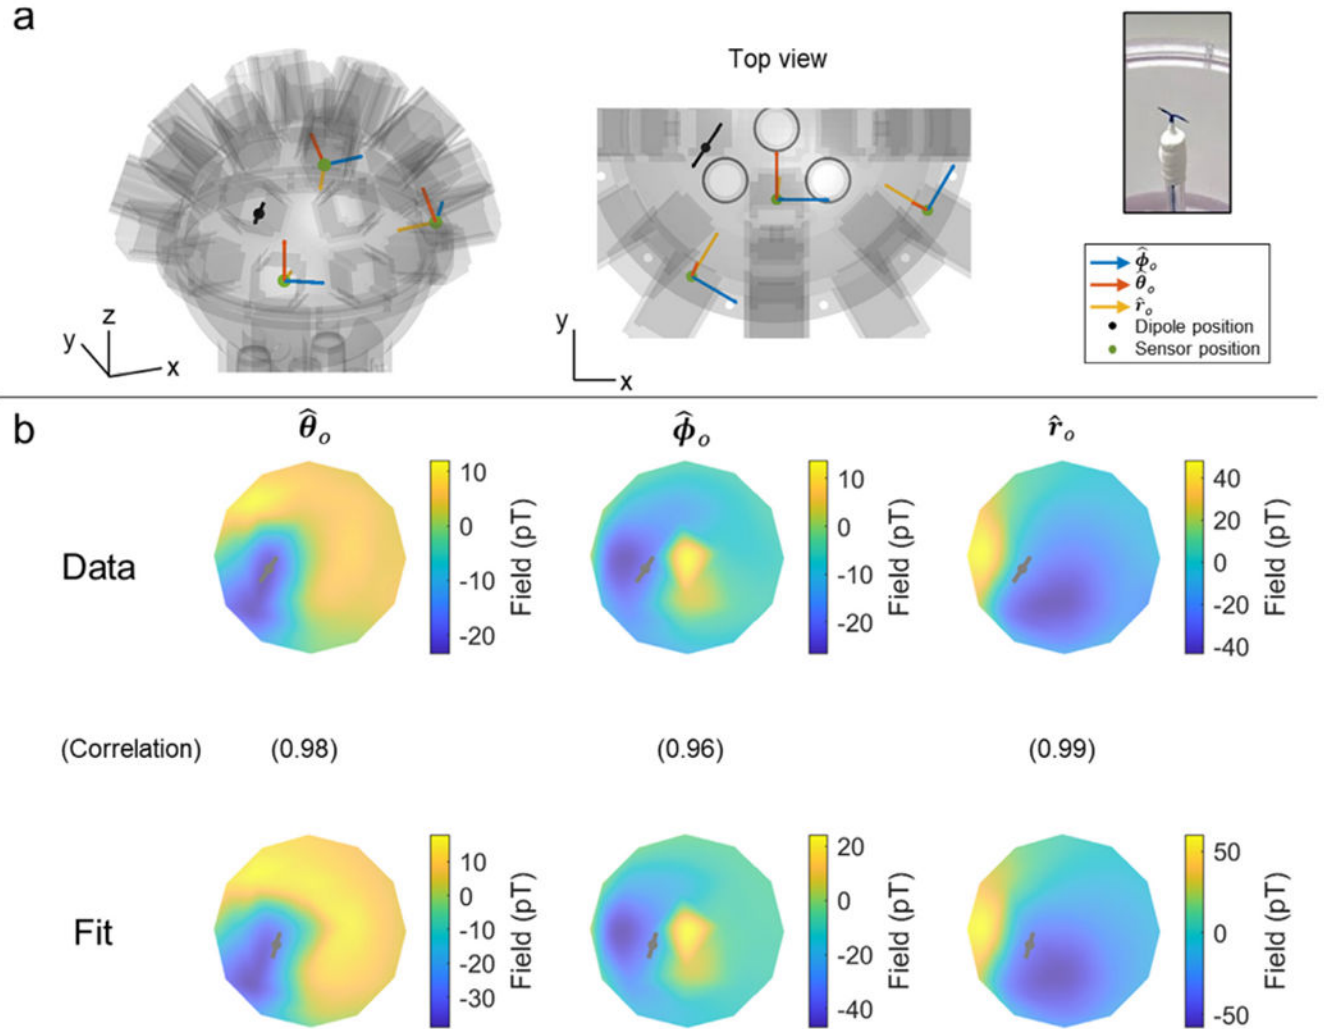 a
Top view
z
y
x
y
x
ϕ̂ₒ
θ̂ₒ
r̂ₒ
Dipole position
Sensor position
b
θ̂ₒ
ϕ̂ₒ
r̂ₒ
Data
10
0
-10
-20
Field (pT)
10
0
-10
-20
Field (pT)
40
20
0
-20
-40
Field (pT)
(Correlation) (0.98) (0.96) (0.99)
Fit
10
0
-10
-20
-30
Field (pT)
20
0
-20
-40
Field (pT)
50
0
-50
Field (pT)